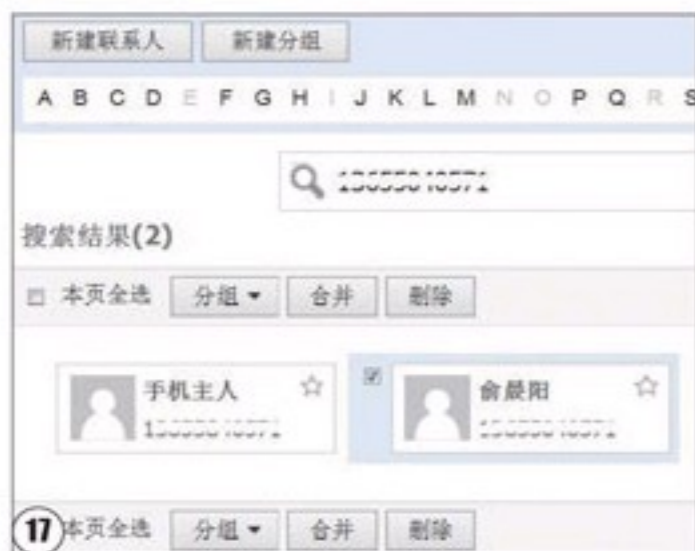 新建联系人 新建分组
A B C D E F G H I J K L M N O P Q R S
搜索结果(2)
本页全选 分组 合并 删除
手机主人 俞晨阳
17 本页全选 分组 合并 删除